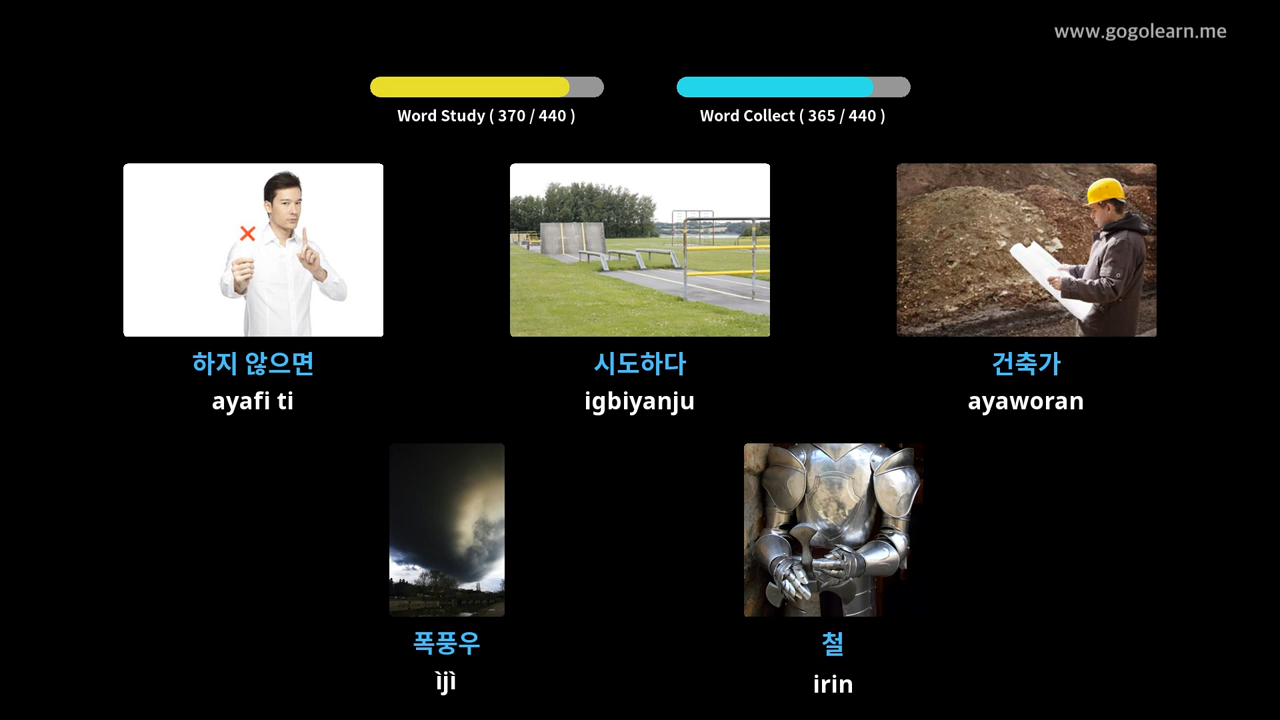 www.gogolearn.me
Word Study ( 370 / 440 )
Word Collect ( 365 / 440 )
하지 않으면
ayafi ti
시도하다
igbiyanju
건축가
ayaworan
폭풍우
ìjì
철
irin